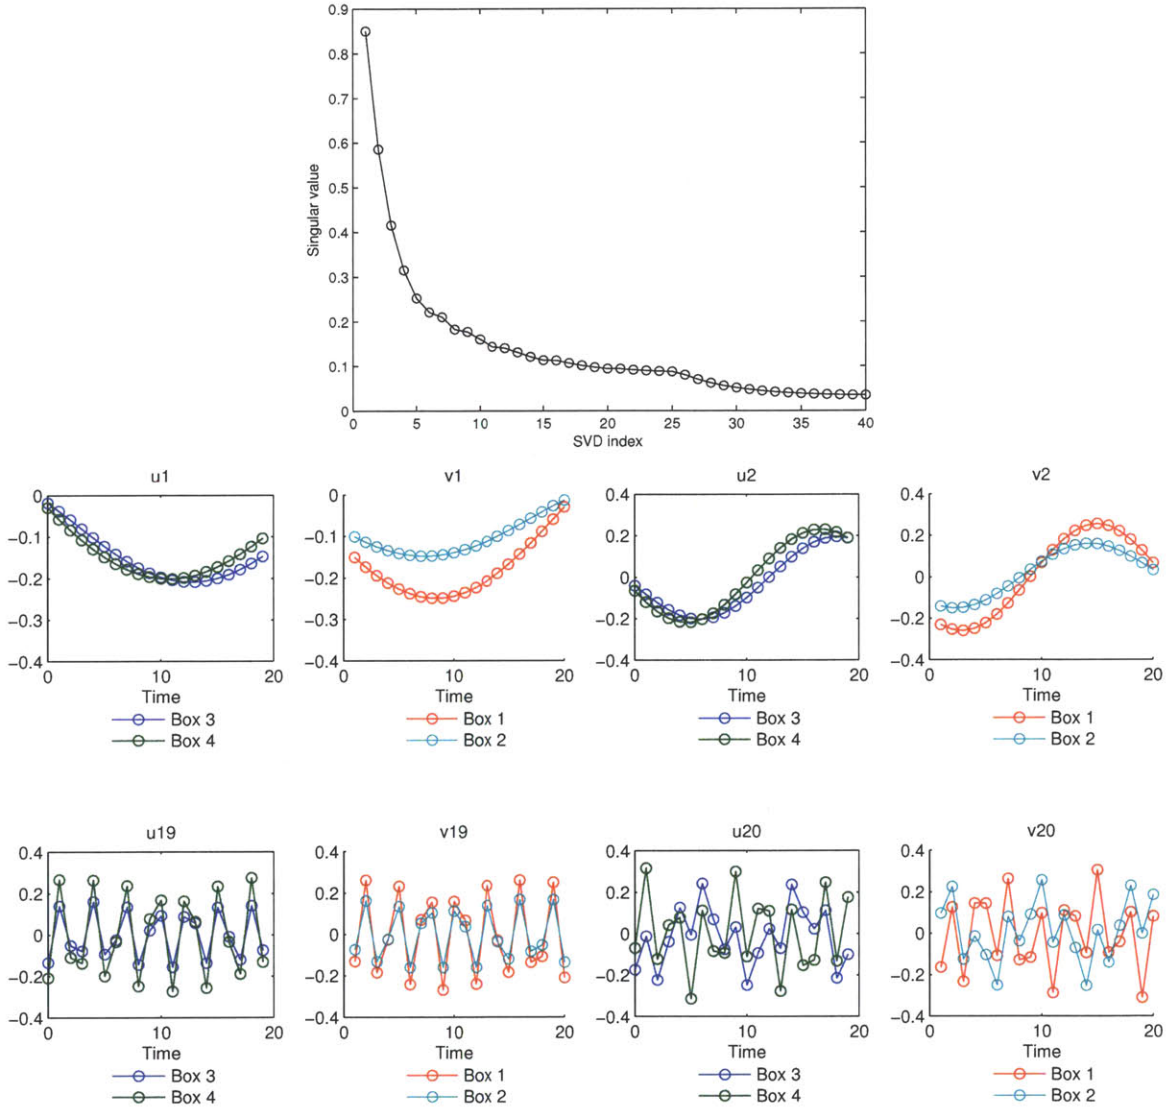 0.9
0.8
0.7
0.6
0.5
0.4
0.3
0.2
0.1
0
Singular value
0 5 10 15 20 25 30 35 40
SVD index
u1 v1 u2 v2
0 0 0.4 0.4
−0.1 −0.1 0.2 0.2
−0.2 −0.2 0 0
−0.3 −0.3 −0.2 −0.2
−0.4 −0.4 −0.4 −0.4
0 10 20 0 10 20 0 10 20 0 10 20
Time Time Time Time
Box 3 Box 1 Box 3 Box 1
Box 4 Box 2 Box 4 Box 2
u19 v19 u20 v20
0.4 0.4 0.4 0.4
0.2 0.2 0.2 0.2
0 0 0 0
−0.2 −0.2 −0.2 −0.2
−0.4 −0.4 −0.4 −0.4
0 10 20 0 10 20 0 10 20 0 10 20
Time Time Time Time
Box 3 Box 1 Box 3 Box 1
Box 4 Box 2 Box 4 Box 2